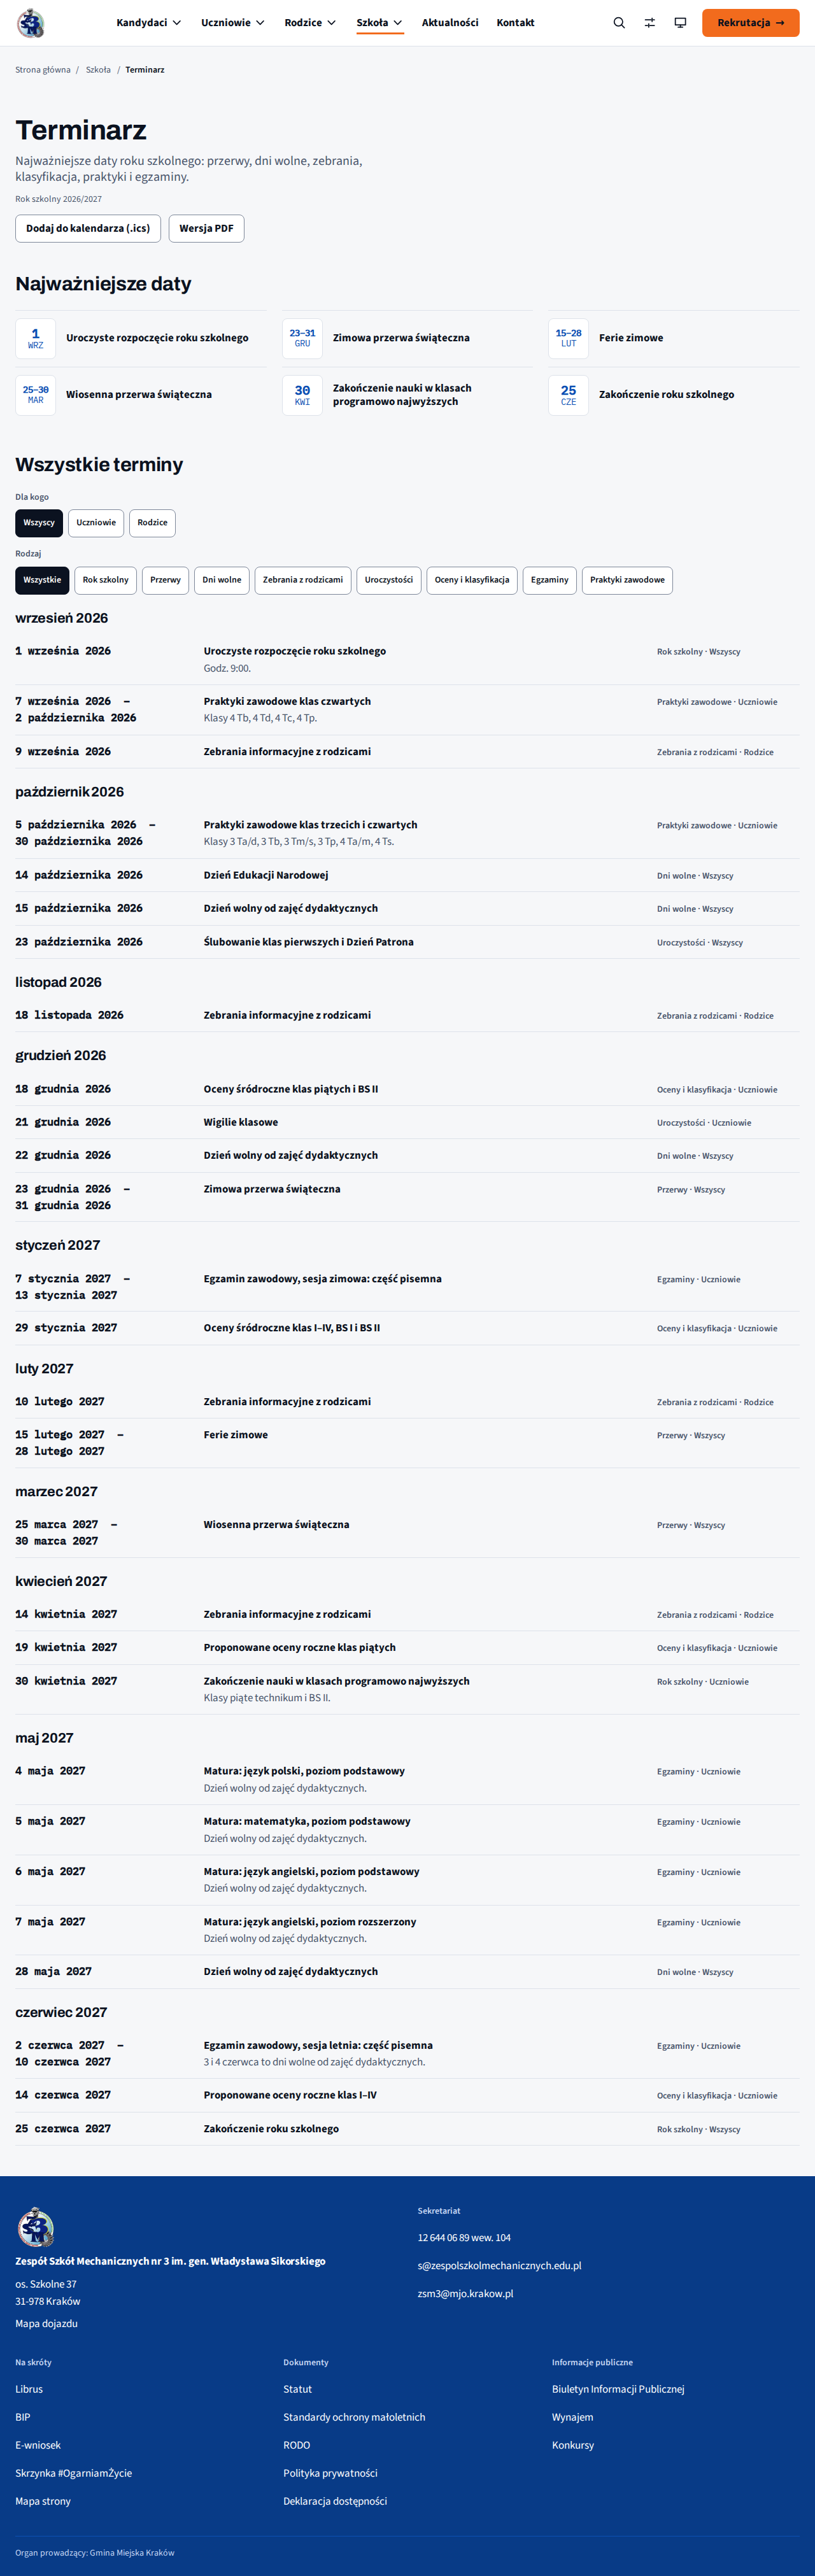 Kandydaci Uczniowie Rodzice Szkoła Aktualności Kontakt Rekrutacja →
Strona główna / Szkoła / Terminarz
Terminarz
Najważniejsze daty roku szkolnego: przerwy, dni wolne, zebrania,
klasyfikacja, praktyki i egzaminy.
Rok szkolny 2026/2027
Dodaj do kalendarza (.ics) Wersja PDF
Najważniejsze daty
1 WRZ Uroczyste rozpoczęcie roku szkolnego
23–31 GRU Zimowa przerwa świąteczna
15–28 LUT Ferie zimowe
25–30 MAR Wiosenna przerwa świąteczna
30 KWI Zakończenie nauki w klasach
programowo najwyższych
25 CZE Zakończenie roku szkolnego
Wszystkie terminy
Dla kogo
Wszyscy Uczniowie Rodzice
Rodzaj
Wszystkie Rok szkolny Przerwy Dni wolne Zebrania z rodzicami Uroczystości Oceny i klasyfikacja Egzaminy Praktyki zawodowe
wrzesień 2026
1 września 2026 Uroczyste rozpoczęcie roku szkolnego Rok szkolny · Wszyscy
Godz. 9:00.
7 września 2026 – Praktyki zawodowe klas czwartych Praktyki zawodowe · Uczniowie
2 października 2026 Klasy 4 Tb, 4 Td, 4 Tc, 4 Tp.
9 września 2026 Zebrania informacyjne z rodzicami Zebrania z rodzicami · Rodzice
październik 2026
5 października 2026 – Praktyki zawodowe klas trzecich i czwartych Praktyki zawodowe · Uczniowie
30 października 2026 Klasy 3 Ta/d, 3 Tb, 3 Tm/s, 3 Tp, 4 Ta/m, 4 Ts.
14 października 2026 Dzień Edukacji Narodowej Dni wolne · Wszyscy
15 października 2026 Dzień wolny od zajęć dydaktycznych Dni wolne · Wszyscy
23 października 2026 Ślubowanie klas pierwszych i Dzień Patrona Uroczystości · Wszyscy
listopad 2026
18 listopada 2026 Zebrania informacyjne z rodzicami Zebrania z rodzicami · Rodzice
grudzień 2026
18 grudnia 2026 Oceny śródroczne klas piątych i BS II Oceny i klasyfikacja · Uczniowie
21 grudnia 2026 Wigilie klasowe Uroczystości · Uczniowie
22 grudnia 2026 Dzień wolny od zajęć dydaktycznych Dni wolne · Wszyscy
23 grudnia 2026 – Zimowa przerwa świąteczna Przerwy · Wszyscy
31 grudnia 2026
styczeń 2027
7 stycznia 2027 – Egzamin zawodowy, sesja zimowa: część pisemna Egzaminy · Uczniowie
13 stycznia 2027
29 stycznia 2027 Oceny śródroczne klas I–IV, BS I i BS II Oceny i klasyfikacja · Uczniowie
luty 2027
10 lutego 2027 Zebrania informacyjne z rodzicami Zebrania z rodzicami · Rodzice
15 lutego 2027 – Ferie zimowe Przerwy · Wszyscy
28 lutego 2027
marzec 2027
25 marca 2027 – Wiosenna przerwa świąteczna Przerwy · Wszyscy
30 marca 2027
kwiecień 2027
14 kwietnia 2027 Zebrania informacyjne z rodzicami Zebrania z rodzicami · Rodzice
19 kwietnia 2027 Proponowane oceny roczne klas piątych Oceny i klasyfikacja · Uczniowie
30 kwietnia 2027 Zakończenie nauki w klasach programowo najwyższych Rok szkolny · Uczniowie
Klasy piąte technikum i BS II.
maj 2027
4 maja 2027 Matura: język polski, poziom podstawowy Egzaminy · Uczniowie
Dzień wolny od zajęć dydaktycznych.
5 maja 2027 Matura: matematyka, poziom podstawowy Egzaminy · Uczniowie
Dzień wolny od zajęć dydaktycznych.
6 maja 2027 Matura: język angielski, poziom podstawowy Egzaminy · Uczniowie
Dzień wolny od zajęć dydaktycznych.
7 maja 2027 Matura: język angielski, poziom rozszerzony Egzaminy · Uczniowie
Dzień wolny od zajęć dydaktycznych.
28 maja 2027 Dzień wolny od zajęć dydaktycznych Dni wolne · Wszyscy
czerwiec 2027
2 czerwca 2027 – Egzamin zawodowy, sesja letnia: część pisemna Egzaminy · Uczniowie
10 czerwca 2027 3 i 4 czerwca to dni wolne od zajęć dydaktycznych.
14 czerwca 2027 Proponowane oceny roczne klas I–IV Oceny i klasyfikacja · Uczniowie
25 czerwca 2027 Zakończenie roku szkolnego Rok szkolny · Wszyscy
Zespół Szkół Mechanicznych nr 3 im. gen. Władysława Sikorskiego
os. Szkolne 37
31-978 Kraków
Mapa dojazdu
Sekretariat
12 644 06 89 wew. 104
s@zespolszkolmechanicznych.edu.pl
zsm3@mjo.krakow.pl
Na skróty
Librus
BIP
E-wniosek
Skrzynka #OgarniamŻycie
Mapa strony
Dokumenty
Statut
Standardy ochrony małoletnich
RODO
Polityka prywatności
Deklaracja dostępności
Informacje publiczne
Biuletyn Informacji Publicznej
Wynajem
Konkursy
Organ prowadzący: Gmina Miejska Kraków